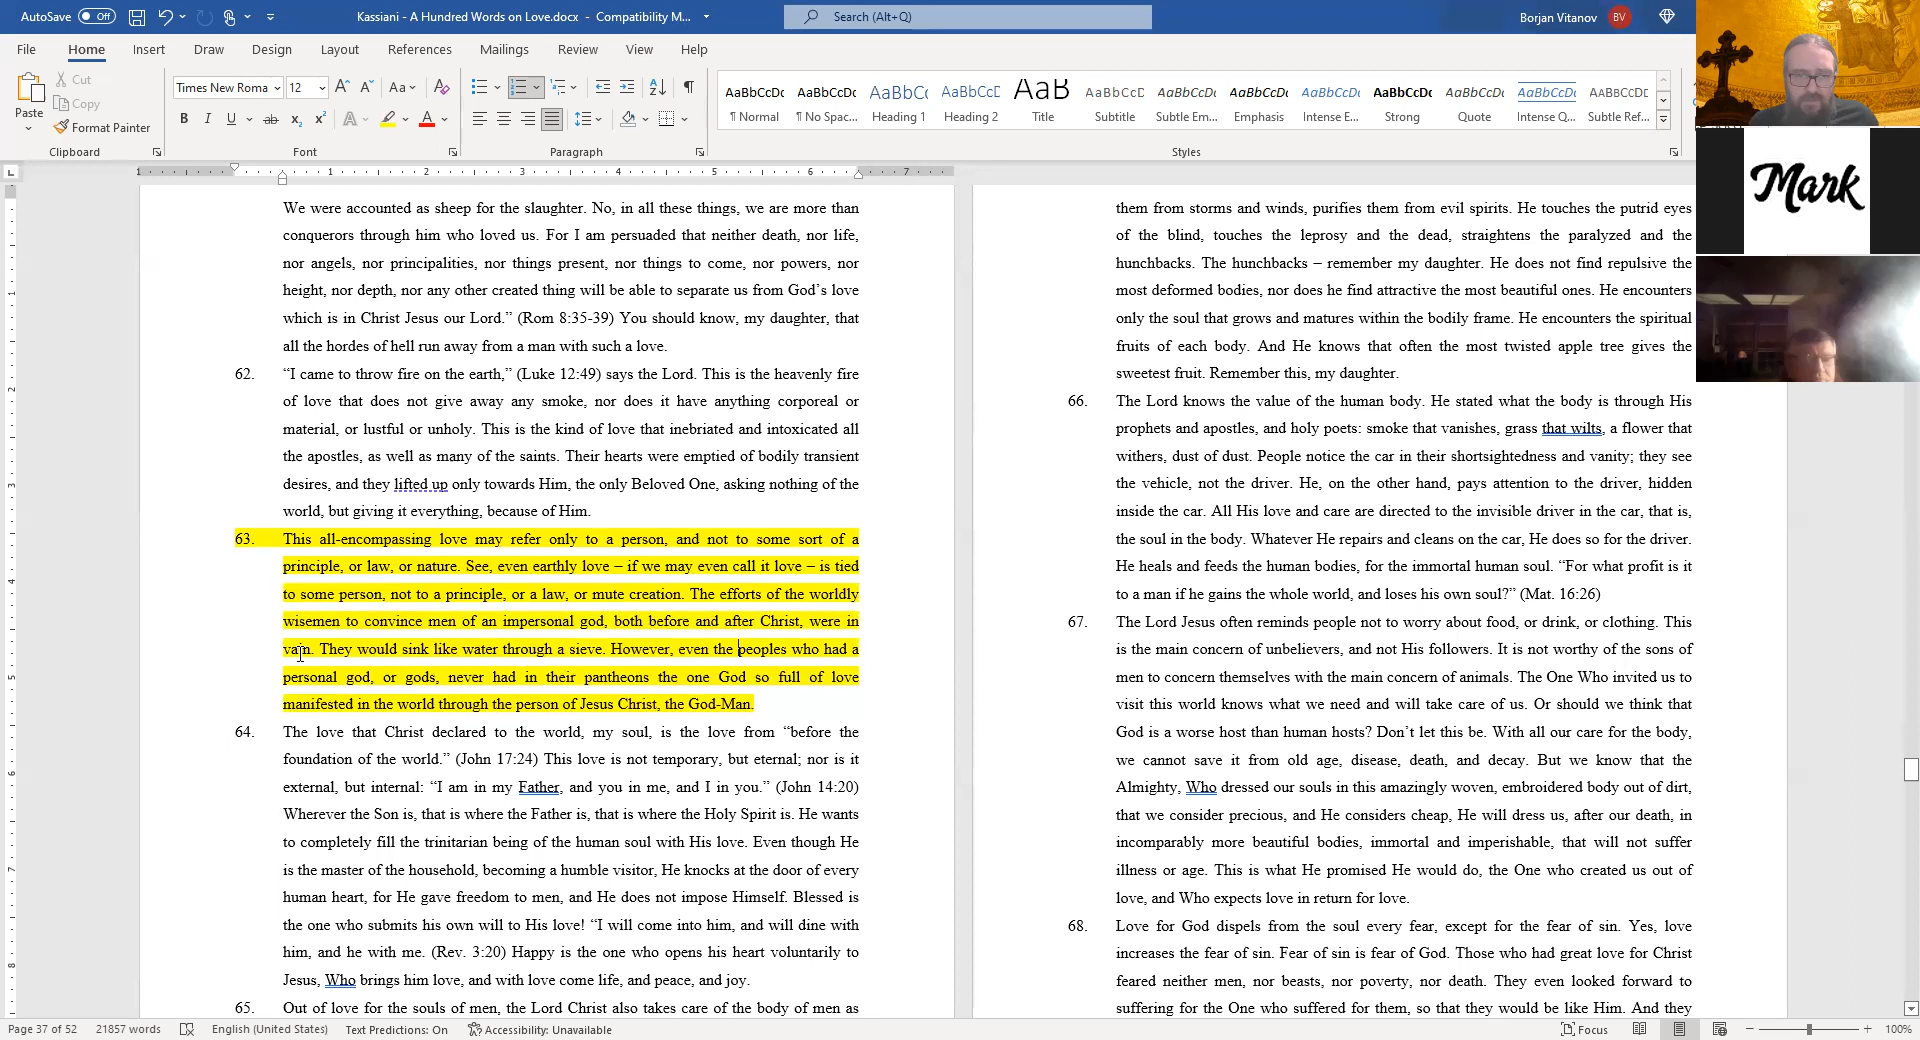 AutoSave Off Kassiani - A Hundred Words on Love.docx - Compatibility M... Search (Alt+Q) Borjan Vitanov BV
File Home Insert Draw Design Layout References Mailings Review View Help
Paste Cut Copy Format Painter Times New Roma 12 Aa
AaBbCcDc AaBbCcDc AaBbC AaBbCcD AaB AaBbCcD AaBbCcDc AaBbCcDc AaBbCcDc AaBbCcDc AaBbCcDc AaBbCcDc AABBCCDE
¶ Normal ¶ No Spac... Heading 1 Heading 2 Title Subtitle Subtle Em... Emphasis Intense E... Strong Quote Intense Q... Subtle Ref...
Clipboard Font Paragraph Styles
Mark
We were accounted as sheep for the slaughter. No, in all these things, we are more than
conquerors through him who loved us. For I am persuaded that neither death, nor life,
nor angels, nor principalities, nor things present, nor things to come, nor powers, nor
height, nor depth, nor any other created thing will be able to separate us from God’s love
which is in Christ Jesus our Lord.” (Rom 8:35-39) You should know, my daughter, that
all the hordes of hell run away from a man with such a love.
62. “I came to throw fire on the earth,” (Luke 12:49) says the Lord. This is the heavenly fire
of love that does not give away any smoke, nor does it have anything corporeal or
material, or lustful or unholy. This is the kind of love that inebriated and intoxicated all
the apostles, as well as many of the saints. Their hearts were emptied of bodily transient
desires, and they lifted up only towards Him, the only Beloved One, asking nothing of the
world, but giving it everything, because of Him.
63. This all-encompassing love may refer only to a person, and not to some sort of a
principle, or law, or nature. See, even earthly love – if we may even call it love – is tied
to some person, not to a principle, or a law, or mute creation. The efforts of the worldly
wisemen to convince men of an impersonal god, both before and after Christ, were in
vain. They would sink like water through a sieve. However, even the peoples who had a
personal god, or gods, never had in their pantheons the one God so full of love
manifested in the world through the person of Jesus Christ, the God-Man.
64. The love that Christ declared to the world, my soul, is the love from “before the
foundation of the world.” (John 17:24) This love is not temporary, but eternal; nor is it
external, but internal: “I am in my Father, and you in me, and I in you.” (John 14:20)
Wherever the Son is, that is where the Father is, that is where the Holy Spirit is. He wants
to completely fill the trinitarian being of the human soul with His love. Even though He
is the master of the household, becoming a humble visitor, He knocks at the door of every
human heart, for He gave freedom to men, and He does not impose Himself. Blessed is
the one who submits his own will to His love! “I will come into him, and will dine with
him, and he with me. (Rev. 3:20) Happy is the one who opens his heart voluntarily to
Jesus, Who brings him love, and with love come life, and peace, and joy.
65. Out of love for the souls of men, the Lord Christ also takes care of the body of men as
them from storms and winds, purifies them from evil spirits. He touches the putrid eyes
of the blind, touches the leprosy and the dead, straightens the paralyzed and the
hunchbacks. The hunchbacks – remember my daughter. He does not find repulsive the
most deformed bodies, nor does he find attractive the most beautiful ones. He encounters
only the soul that grows and matures within the bodily frame. He encounters the spiritual
fruits of each body. And He knows that often the most twisted apple tree gives the
sweetest fruit. Remember this, my daughter.
66. The Lord knows the value of the human body. He stated what the body is through His
prophets and apostles, and holy poets: smoke that vanishes, grass that wilts, a flower that
withers, dust of dust. People notice the car in their shortsightedness and vanity; they see
the vehicle, not the driver. He, on the other hand, pays attention to the driver, hidden
inside the car. All His love and care are directed to the invisible driver in the car, that is,
the soul in the body. Whatever He repairs and cleans on the car, He does so for the driver.
He heals and feeds the human bodies, for the immortal human soul. “For what profit is it
to a man if he gains the whole world, and loses his own soul?” (Mat. 16:26)
67. The Lord Jesus often reminds people not to worry about food, or drink, or clothing. This
is the main concern of unbelievers, and not His followers. It is not worthy of the sons of
men to concern themselves with the main concern of animals. The One Who invited us to
visit this world knows what we need and will take care of us. Or should we think that
God is a worse host than human hosts? Don’t let this be. With all our care for the body,
we cannot save it from old age, disease, death, and decay. But we know that the
Almighty, Who dressed our souls in this amazingly woven, embroidered body out of dirt,
that we consider precious, and He considers cheap, He will dress us, after our death, in
incomparably more beautiful bodies, immortal and imperishable, that will not suffer
illness or age. This is what He promised He would do, the One who created us out of
love, and Who expects love in return for love.
68. Love for God dispels from the soul every fear, except for the fear of sin. Yes, love
increases the fear of sin. Fear of sin is fear of God. Those who had great love for Christ
feared neither men, nor beasts, nor poverty, nor death. They even looked forward to
suffering for the One who suffered for them, so that they would be like Him. And they
Page 37 of 52 21857 words English (United States) Text Predictions: On Accessibility: Unavailable Focus 100%